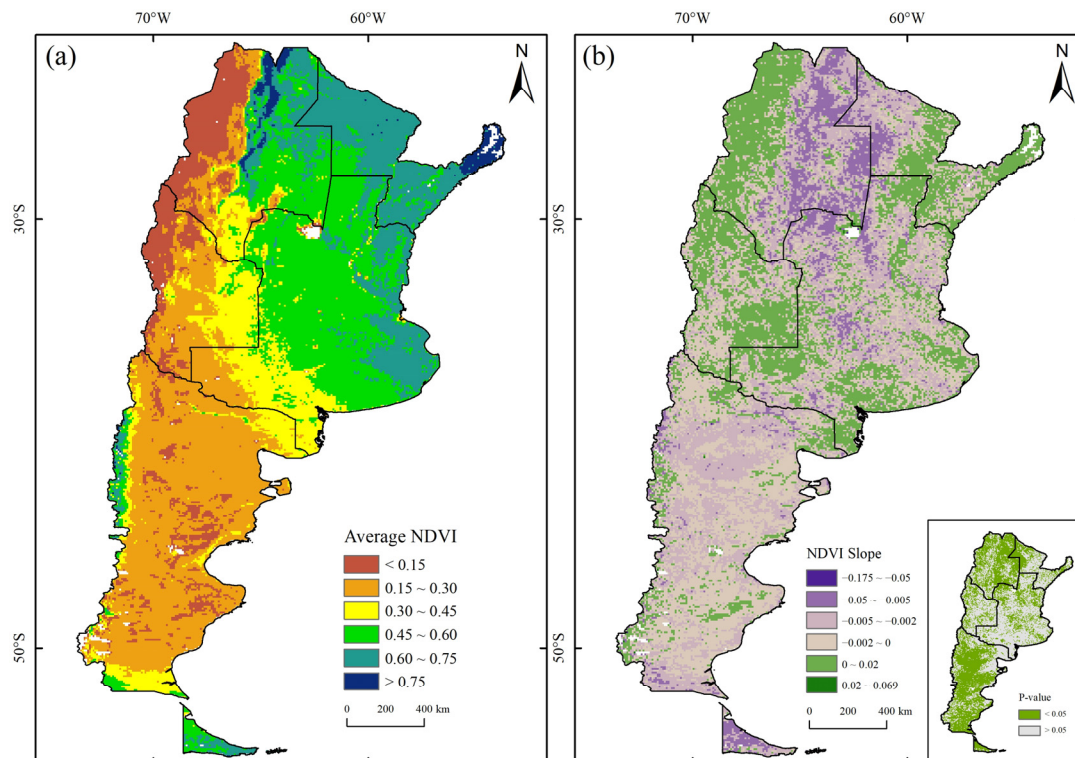 70°W
60°W
(a)
N
30°S
50°S
Average NDVI
< 0.15
0.15 ~ 0.30
0.30 ~ 0.45
0.45 ~ 0.60
0.60 ~ 0.75
> 0.75
0 200 400 km
70°W
60°W
(b)
N
30°S
50°S
NDVI Slope
−0.175 ~ −0.05
0.05 - −0.005
−0.005 ~ −0.002
−0.002 ~ 0
0 ~ 0.02
0.02 - 0.069
0 200 400 km
P-value
< 0.05
> 0.05